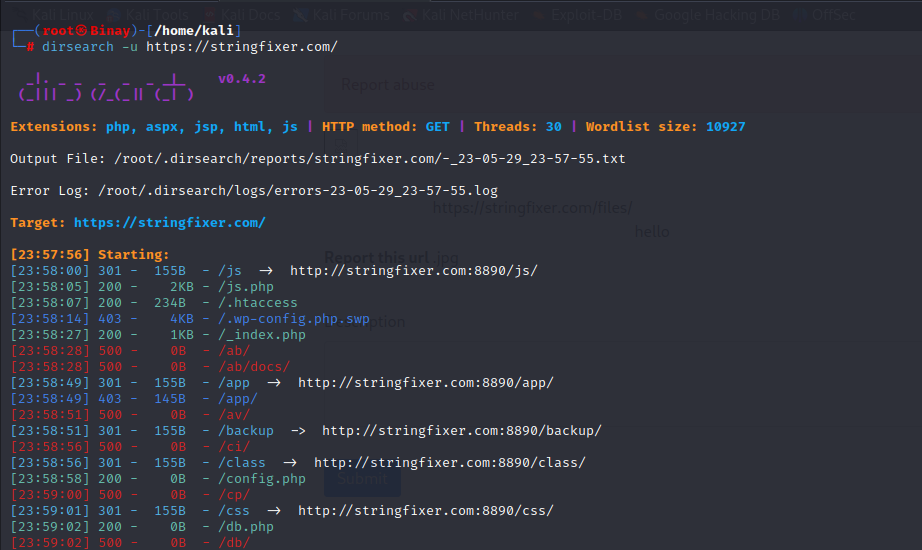 Kali Linux Kali Tools Kali Docs Kali Forums Kali NetHunter Exploit-DB Google Hacking DB OffSec
(root㉿Binay)-[/home/kali]
# dirsearch -u https://stringfixer.com/
v0.4.2
Report abuse
Extensions: php, aspx, jsp, html, js | HTTP method: GET | Threads: 30 | Wordlist size: 10927
Output File: /root/.dirsearch/reports/stringfixer.com/-_23-05-29_23-57-55.txt
Error Log: /root/.dirsearch/logs/errors-23-05-29_23-57-55.log
https://stringfixer.com/files/
Target: https://stringfixer.com/
hello
[23:57:56] Starting:
Report this url .jpg
[23:58:00] 301 - 155B - /js -> http://stringfixer.com:8890/js/
[23:58:05] 200 - 2KB - /js.php
[23:58:07] 200 - 234B - /.htaccess
[23:58:14] 403 - 4KB - /.wp-config.php.swp
[23:58:27] 200 - 1KB - /_index.php
[23:58:28] 500 - 0B - /ab/
[23:58:28] 500 - 0B - /ab/docs/
[23:58:49] 301 - 155B - /app -> http://stringfixer.com:8890/app/
[23:58:49] 403 - 145B - /app/
[23:58:51] 500 - 0B - /av/
[23:58:51] 301 - 155B - /backup -> http://stringfixer.com:8890/backup/
[23:58:56] 500 - 0B - /ci/
[23:58:56] 301 - 155B - /class -> http://stringfixer.com:8890/class/
[23:58:58] 200 - 0B - /config.php
Submit
[23:59:00] 500 - 0B - /cp/
[23:59:01] 301 - 155B - /css -> http://stringfixer.com:8890/css/
[23:59:02] 200 - 0B - /db.php
[23:59:02] 500 - 0B - /db/